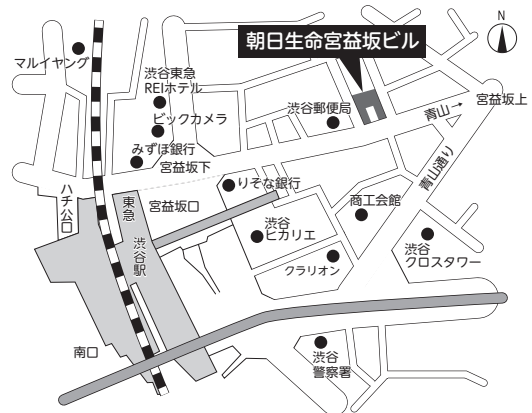 N
朝日生命宮益坂ビル
マルイヤング
渋谷東急
REIホテル
ビックカメラ
渋谷郵便局
青山→
宮益坂上
みずほ銀行
宮益坂下
青山通り
りそな銀行
ハチ公口
東急
渋谷駅
宮益坂口
商工会館
渋谷
ヒカリエ
渋谷
クロスタワー
クラリオン
南口
渋谷
警察署